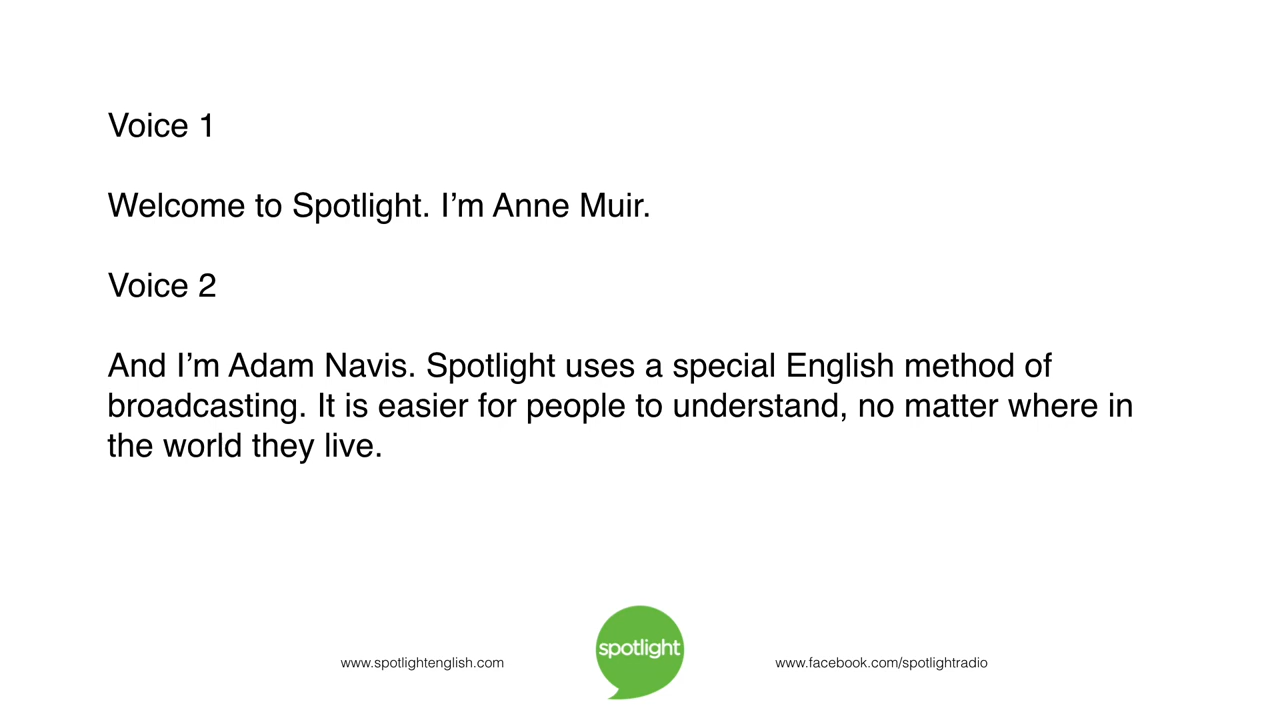 Voice 1
Welcome to Spotlight. I’m Anne Muir.
Voice 2
And I’m Adam Navis. Spotlight uses a special English method of
broadcasting. It is easier for people to understand, no matter where in
the world they live.
www.spotlightenglish.com
spotlight
www.facebook.com/spotlightradio